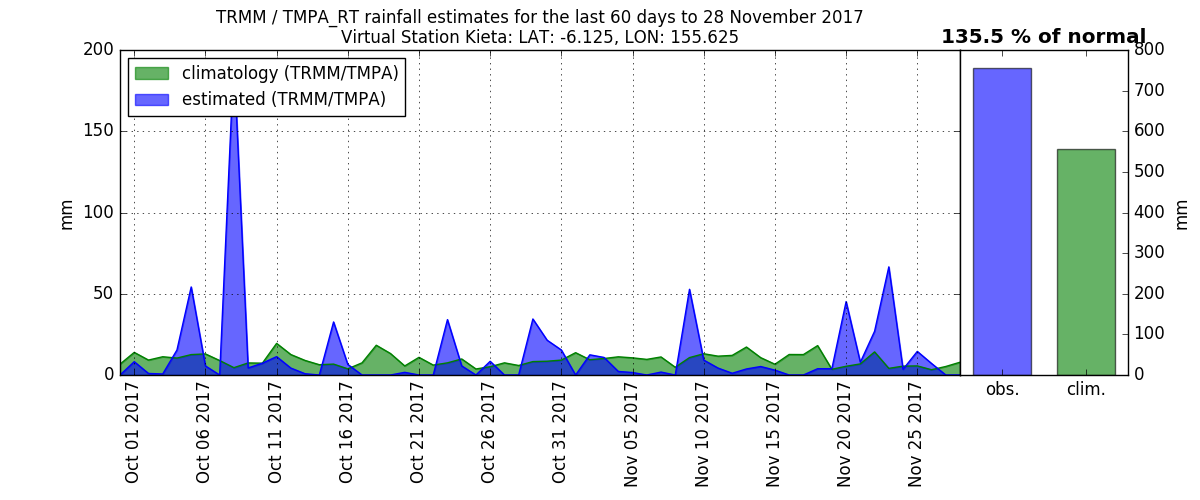 TRMM / TMPA_RT rainfall estimates for the last 60 days to 28 November 2017
Virtual Station Kieta: LAT: -6.125, LON: 155.625
135.5 % of normal
climatology (TRMM/TMPA)
estimated (TRMM/TMPA)
mm
200
150
100
50
0
Oct 01 2017
Oct 06 2017
Oct 11 2017
Oct 16 2017
Oct 21 2017
Oct 26 2017
Oct 31 2017
Nov 05 2017
Nov 10 2017
Nov 15 2017
Nov 20 2017
Nov 25 2017
obs.
clim.
800
700
600
500
400
300
200
100
0
mm